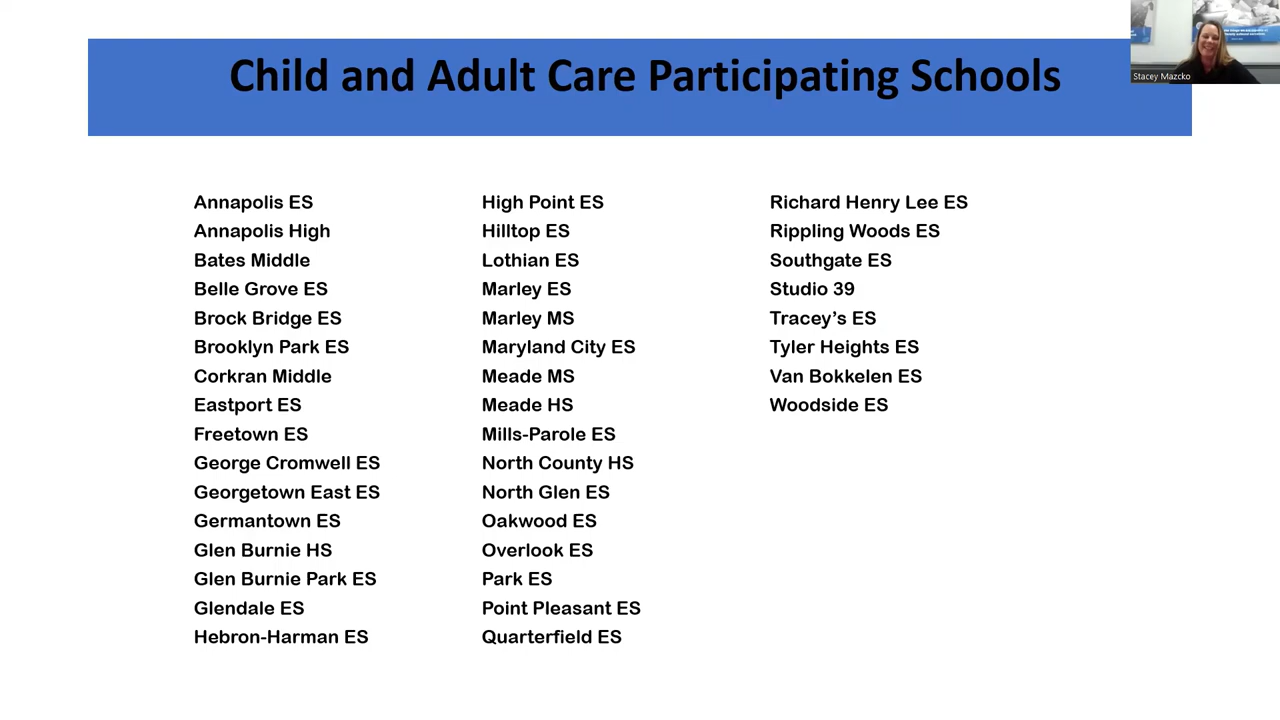 Child and Adult Care Participating Schools
Stacey Mazcko
Annapolis ES
Annapolis High
Bates Middle
Belle Grove ES
Brock Bridge ES
Brooklyn Park ES
Corkran Middle
Eastport ES
Freetown ES
George Cromwell ES
Georgetown East ES
Germantown ES
Glen Burnie HS
Glen Burnie Park ES
Glendale ES
Hebron-Harman ES
High Point ES
Hilltop ES
Lothian ES
Marley ES
Marley MS
Maryland City ES
Meade MS
Meade HS
Mills-Parole ES
North County HS
North Glen ES
Oakwood ES
Overlook ES
Park ES
Point Pleasant ES
Quarterfield ES
Richard Henry Lee ES
Rippling Woods ES
Southgate ES
Studio 39
Tracey’s ES
Tyler Heights ES
Van Bokkelen ES
Woodside ES